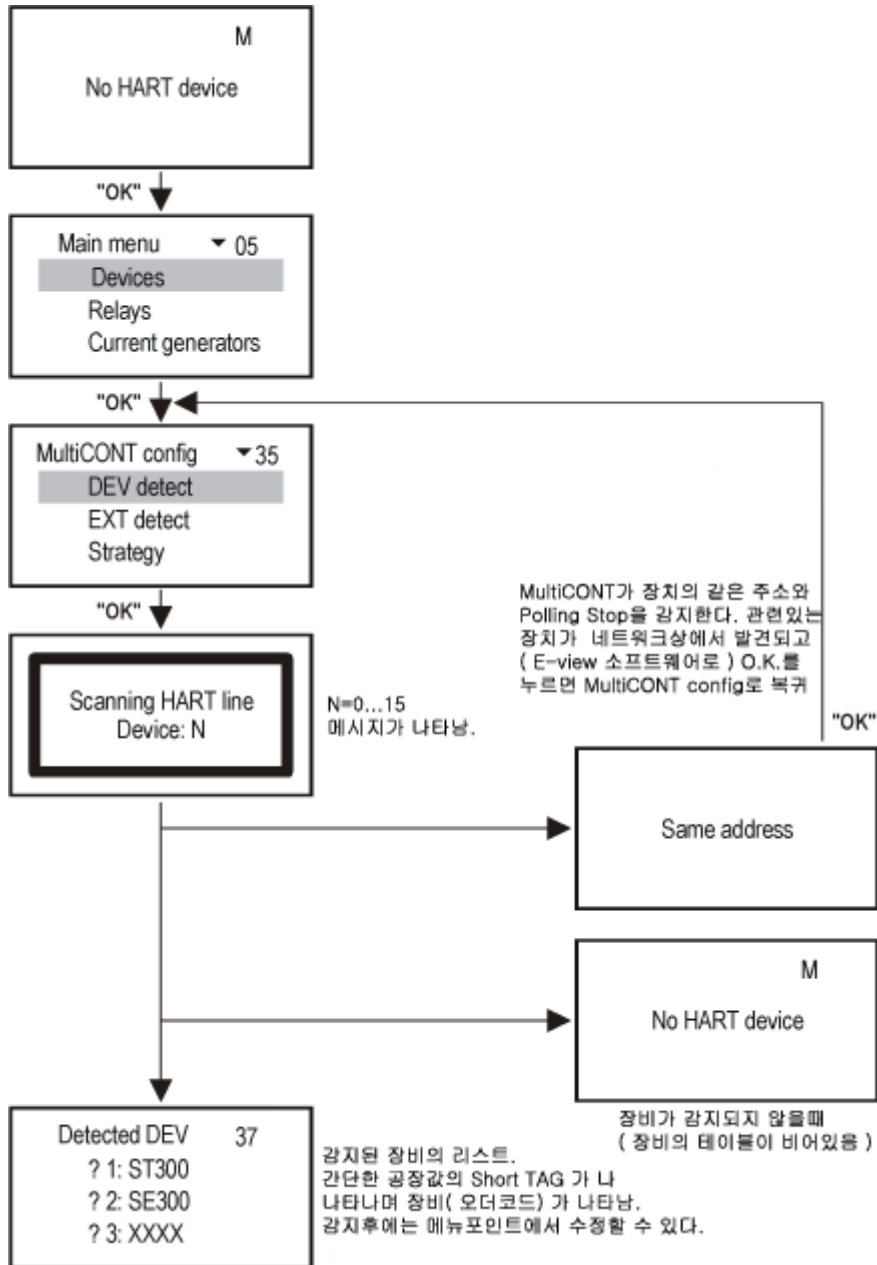 M
No HART device
"OK"
Main menu ▼ 05
Devices
Relays
Current generators
"OK"
MultiCONT config ▼35
DEV detect
EXT detect
Strategy
"OK"
MultiCONT가 장치의 같은 주소와
Polling Stop을 감지한다. 관련있는
장치가 네트워크상에서 발견되고
( E-view 소프트웨어로 ) O.K.를
누르면 MultiCONT config로 복귀
"OK"
Scanning HART line
Device: N
N=0...15
메시지가 나타낭.
Same address
M
No HART device
장비가 감지되지 않을때
( 장비의 테이블이 비어있음 )
Detected DEV 37
? 1: ST300
? 2: SE300
? 3: XXXX
감지된 장비의 리스트.
간단한 공장값의 Short TAG 가 나
나타나며 장비( 오더코드) 가 나타남.
감지후에는 메뉴포인트에서 수정할 수 있다.